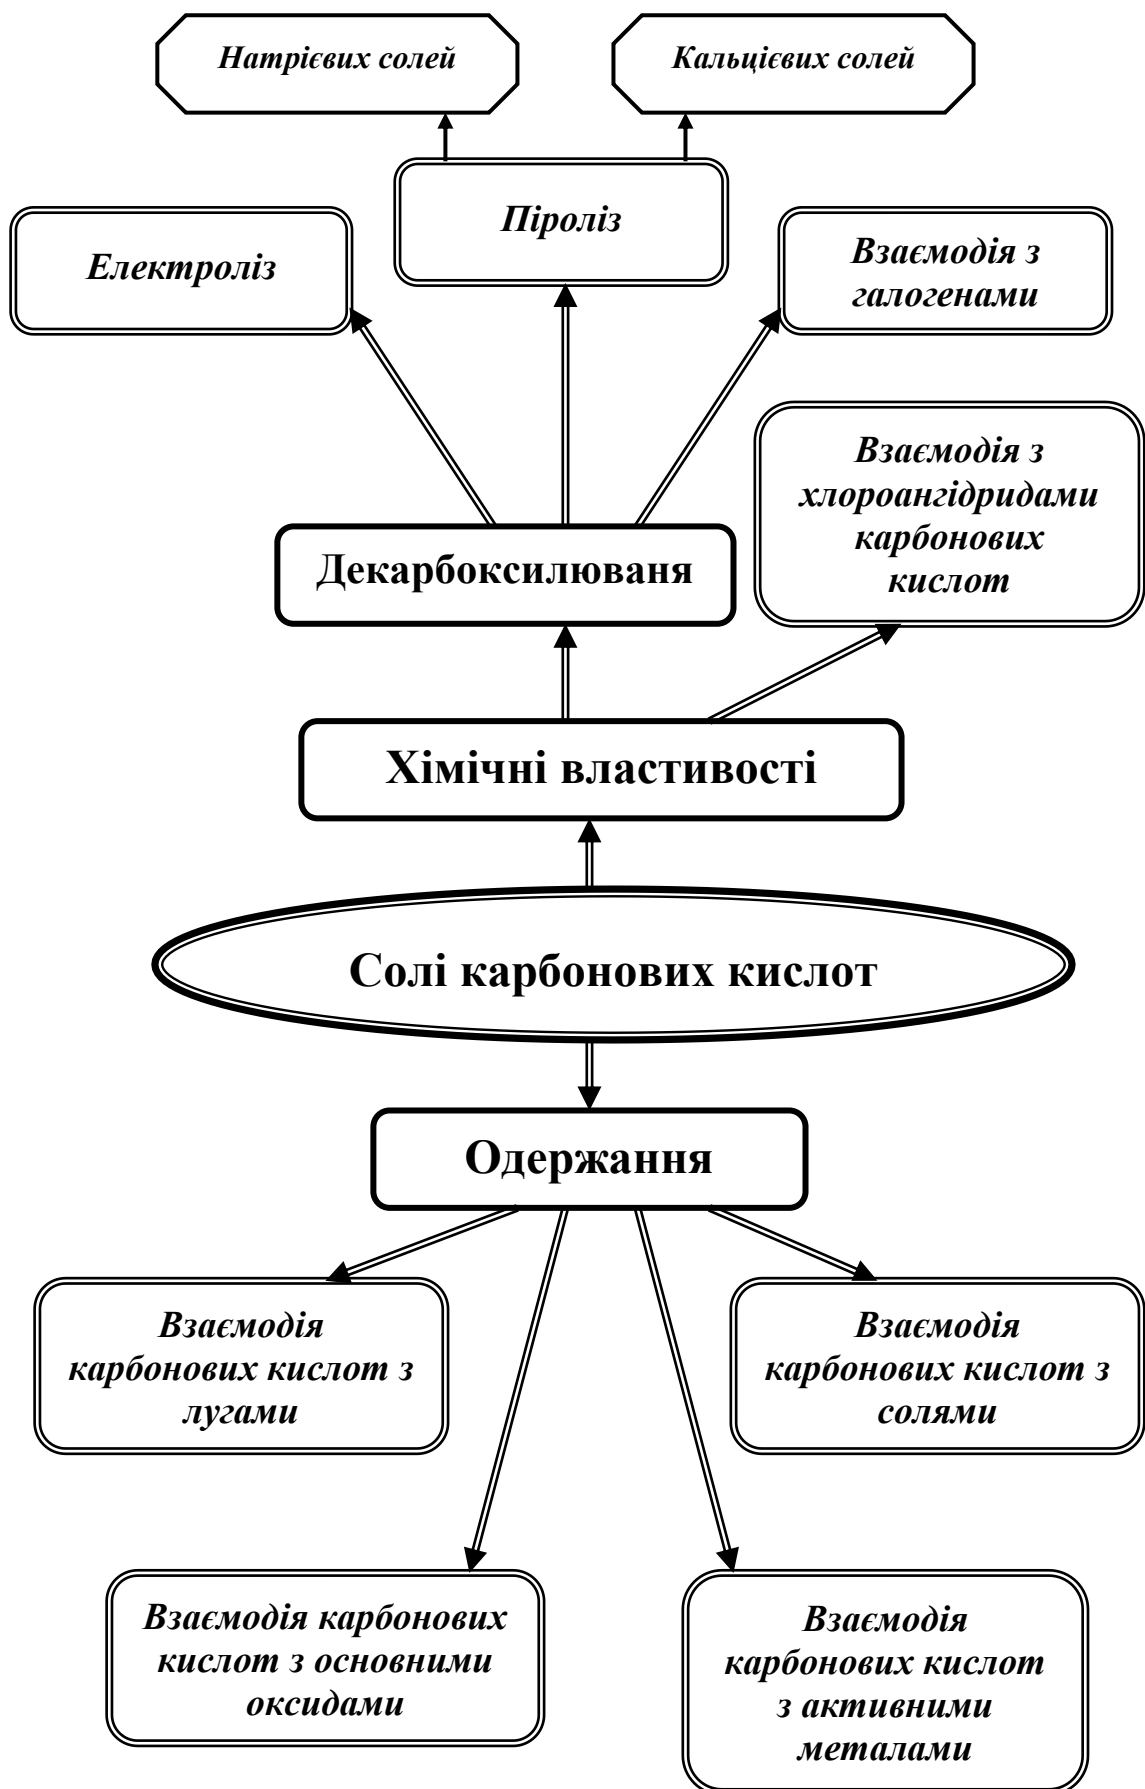 Натрієвих солей
Кальцієвих солей
Піроліз
Електроліз
Взаємодія з
галогенами
Взаємодія з
хлороангідридами
карбонових
кислот
Декарбоксилюваня
Хімічні властивості
Солі карбонових кислот
Одержання
Взаємодія
карбонових кислот з
лугами
Взаємодія
карбонових кислот з
солями
Взаємодія карбонових
кислот з основними
оксидами
Взаємодія
карбонових кислот
з активними
металами